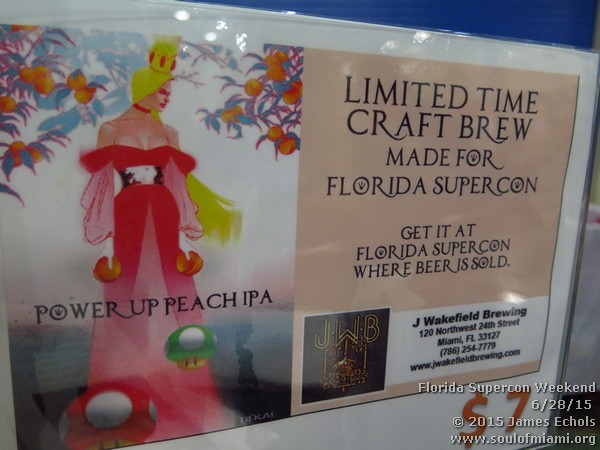 LIMITED TIME
CRAFT BREW
MADE FOR
FLORIDA SUPERCON
GET IT AT
FLORIDA SUPERCON
WHERE BEER IS SOLD.
POWER UP PEACH IPA
JWB
J Wakefield Brewing
120 Northwest 24th Street
Miami, FL 33127
(786) 254-7779
www.jwakefieldbrewing.com
$7
Florida Supercon Weekend
6/28/15
© 2015 James Echols
www.soulofmiami.org